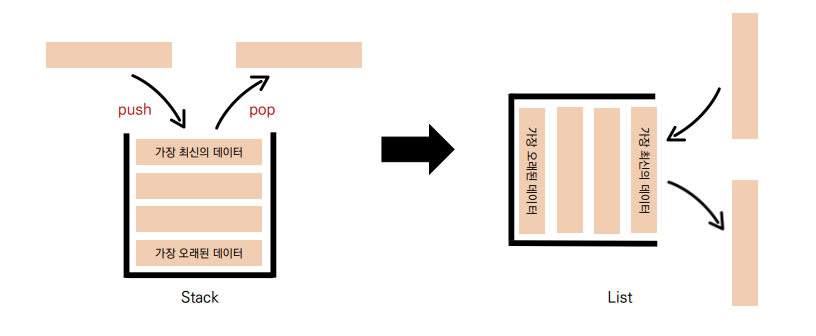 push
pop
가장 최신의 데이터
가장 오래된 데이터
Stack
가장 오래된 데이터
가장 최신의 데이터
List